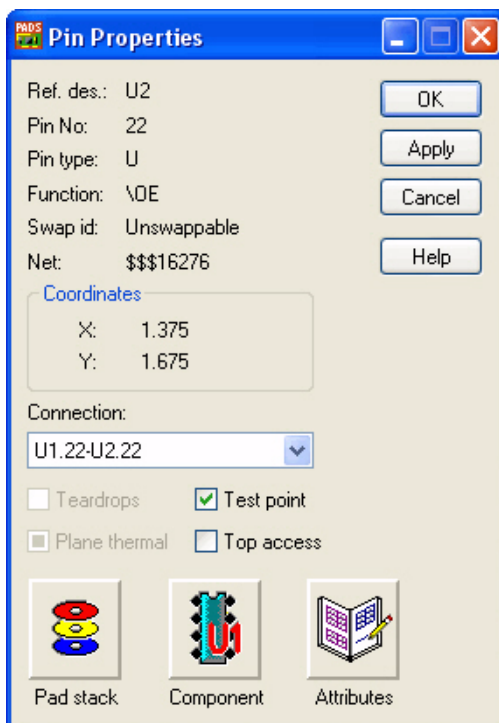 PADS Pin Properties
Ref. des.: U2
OK
Pin No: 22
Pin type: U
Apply
Function: \OE
Cancel
Swap id: Unswappable
Net: $$$16276
Help
Coordinates
X: 1.375
Y: 1.675
Connection:
U1.22-U2.22
Teardrops Test point
Plane thermal Top access
U1
Pad stack Component Attributes